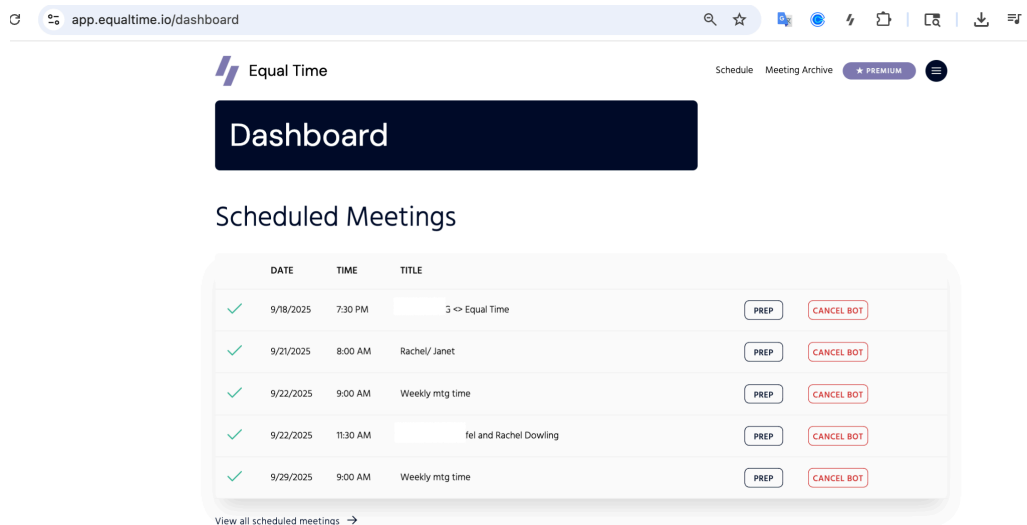 app.equaltime.io/dashboard
Equal Time
Schedule Meeting Archive ★ PREMIUM
Dashboard
Scheduled Meetings
DATE TIME TITLE
9/18/2025 7:30 PM <> Equal Time PREP CANCEL BOT
9/21/2025 8:00 AM Rachel/ Janet PREP CANCEL BOT
9/22/2025 9:00 AM Weekly mtg time PREP CANCEL BOT
9/22/2025 11:30 AM fel and Rachel Dowling PREP CANCEL BOT
9/29/2025 9:00 AM Weekly mtg time PREP CANCEL BOT
View all scheduled meetings →